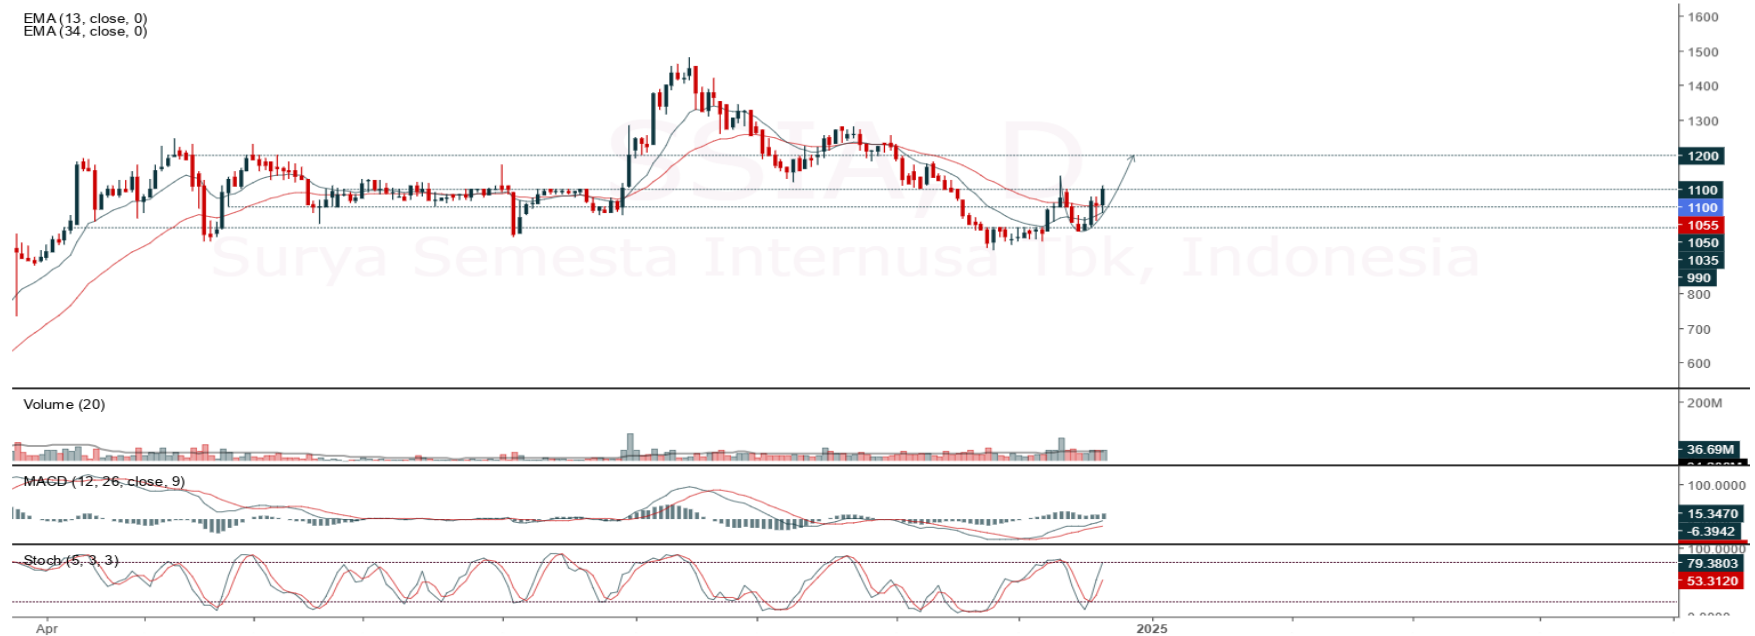 EMA (13, close, 0)
EMA (34, close, 0)
SSIA, D
Surya Semesta Internusa Tbk, Indonesia
1600
1500
1400
1300
1200
1100
1100
1055
1050
1035
990
800
700
600
Volume (20)
200M
36.69M
MACD (12, 26, close, 9)
100.0000
15.3470
-6.3942
Stoch (5, 3, 3)
100.0000
79.3803
53.3120
Apr
2025